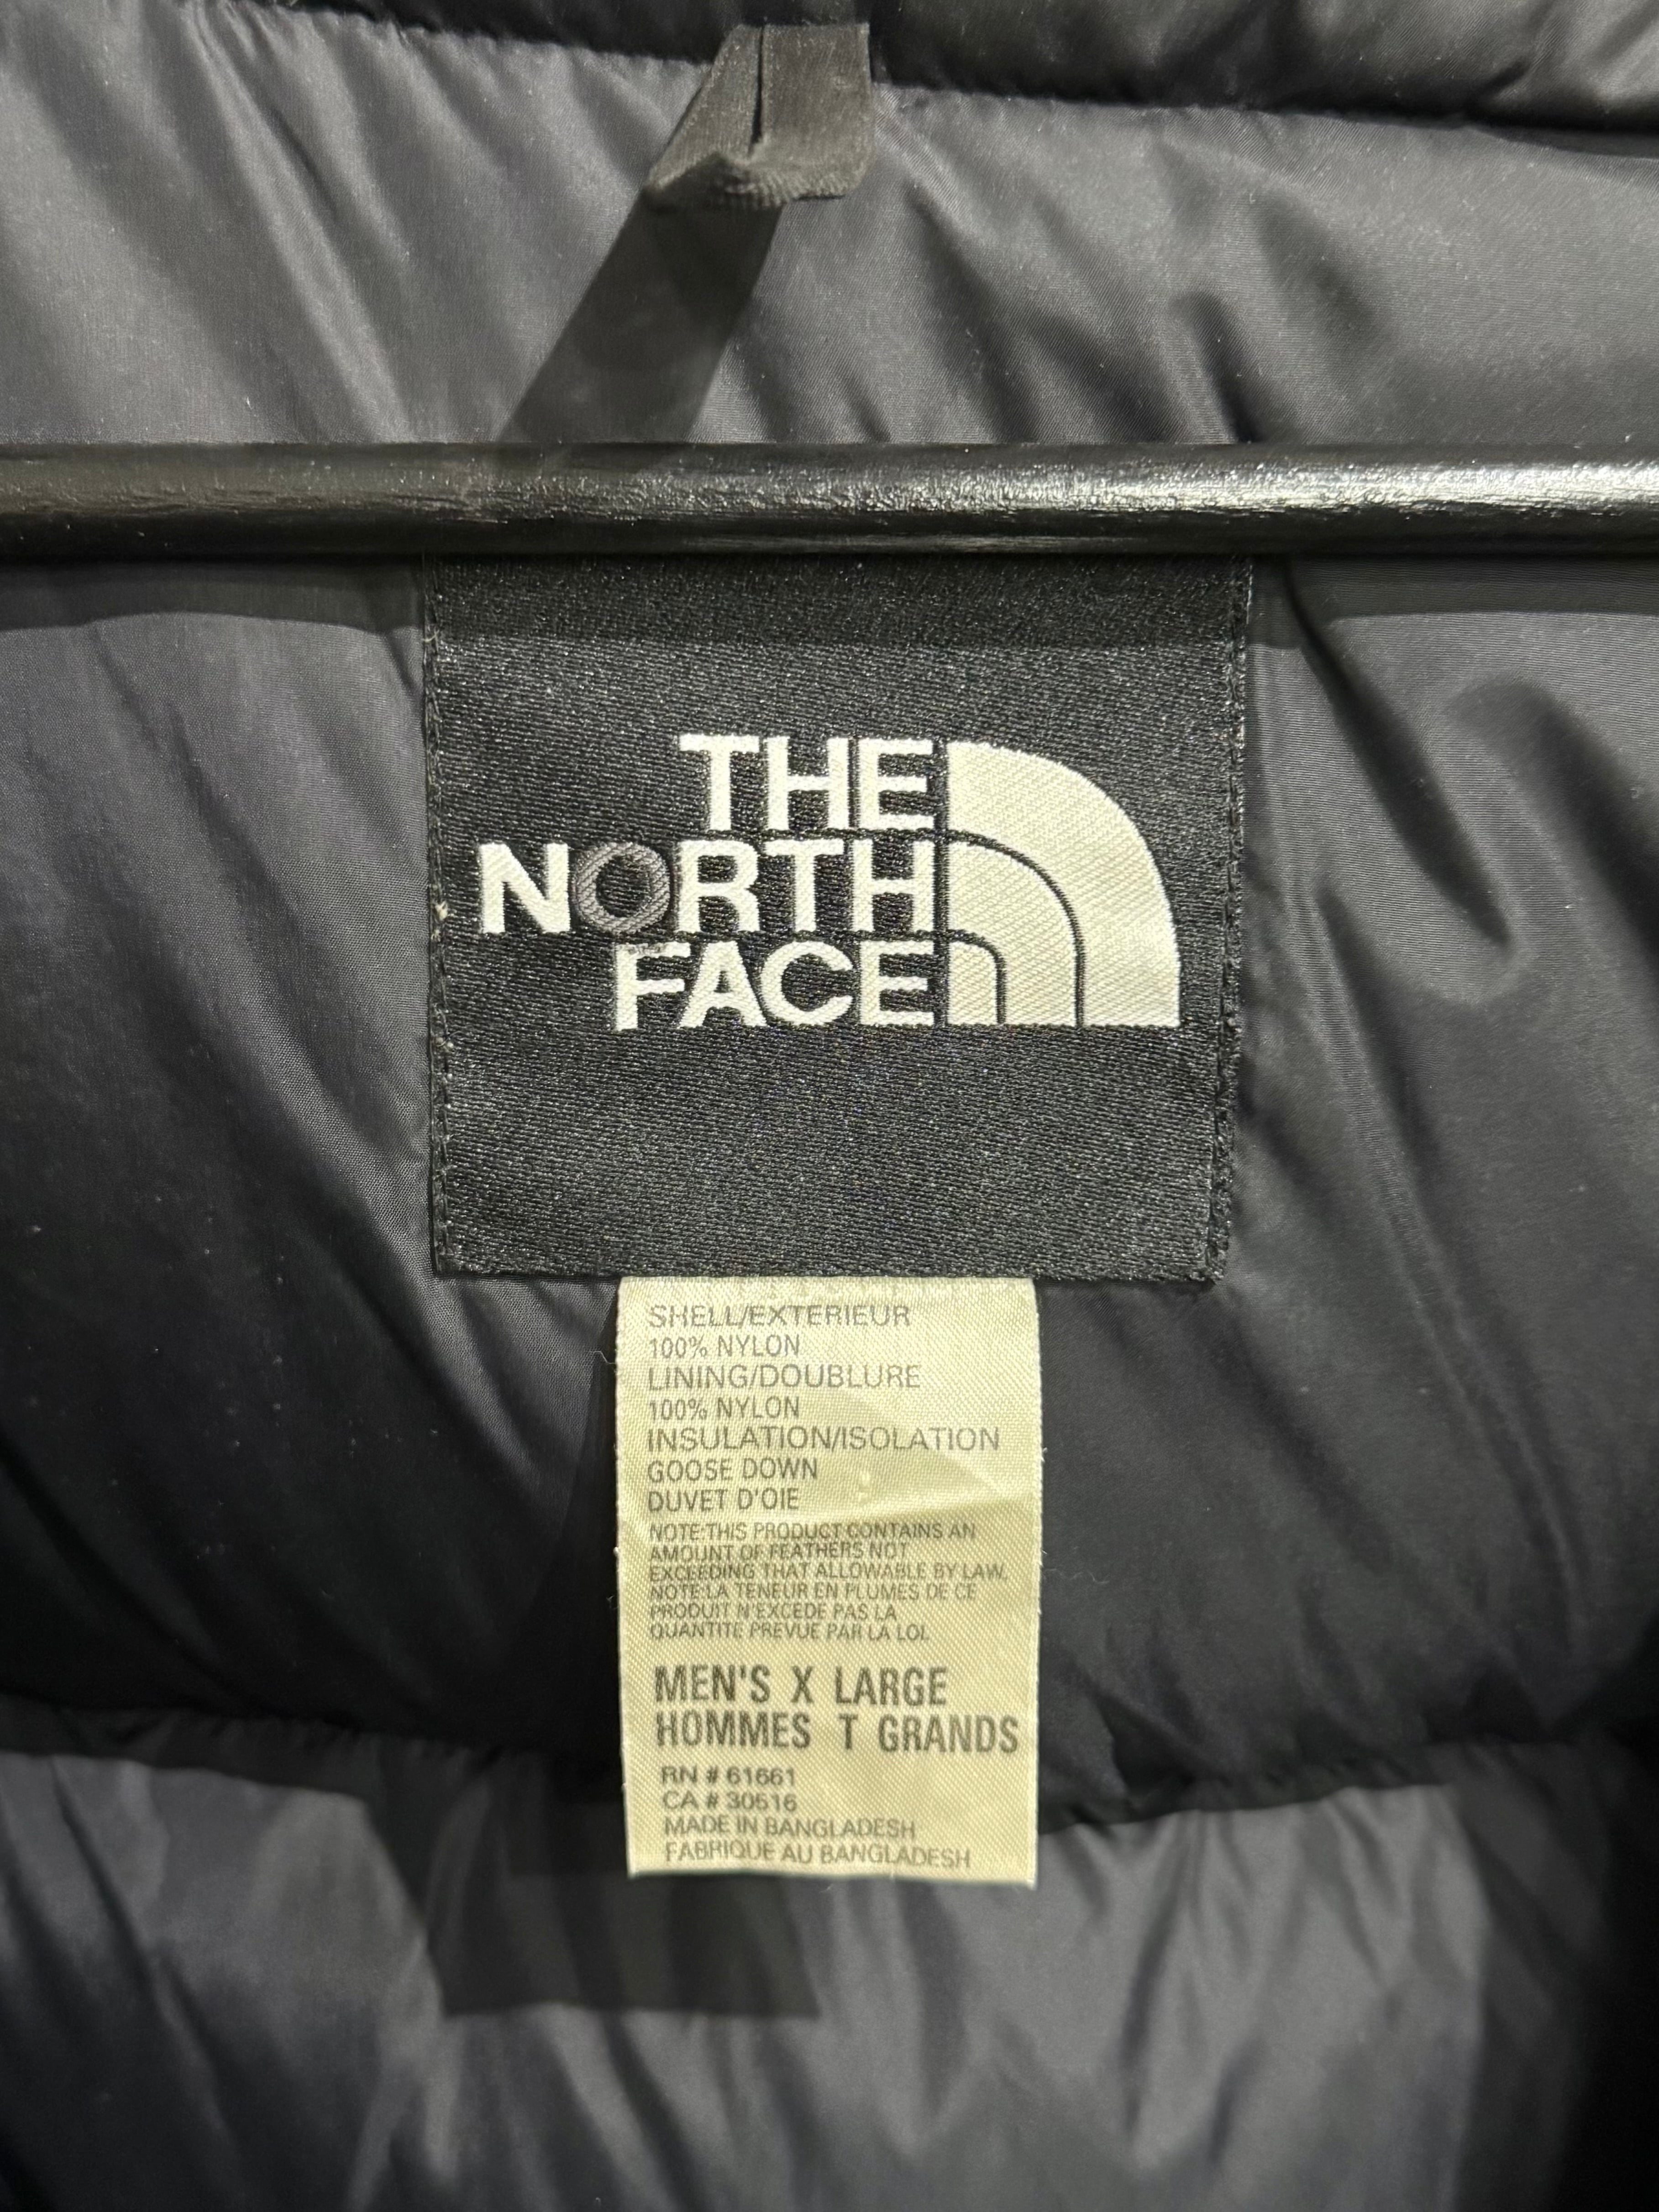 THE
NORTH
FACE
SHELL/EXTERIEUR
100% NYLON
LINING/DOUBLURE
100% NYLON
INSULATION/ISOLATION
GOOSE DOWN
DUVET D'OIE
NOTE:THIS PRODUCT CONTAINS AN
AMOUNT OF FEATHERS NOT
EXCEEDING THAT ALLOWABLE BY LAW.
NOTE:LA TENEUR EN PLUMES DE CE
PRODUIT N'EXCEDE PAS LA
QUANTITE PREVUE PAR LA LOI.
MEN'S X LARGE
HOMMES T GRANDS
RN # 61661
CA # 30516
MADE IN BANGLADESH
FABRIQUE AU BANGLADESH